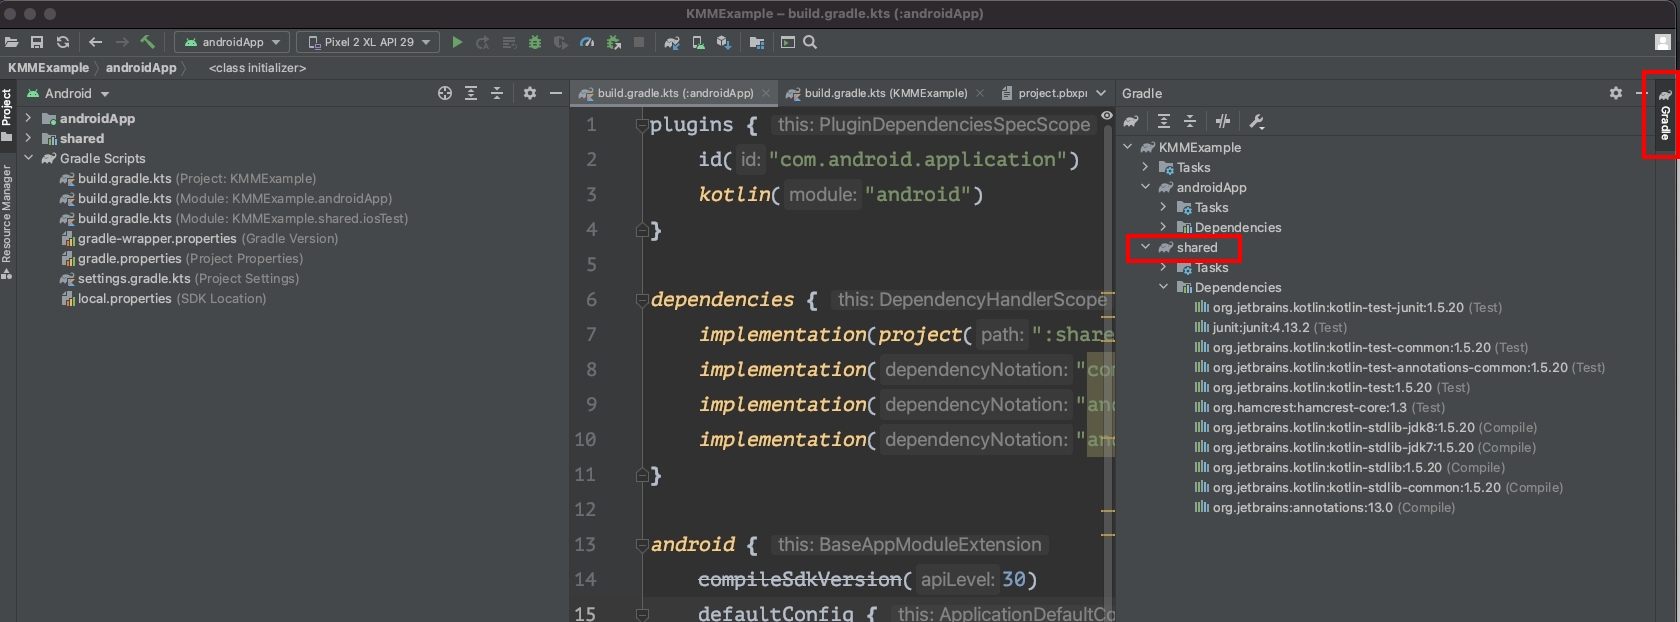 KMMExample – build.gradle.kts (:androidApp)
androidApp
Pixel 2 XL API 29
KMMExample
androidApp
<class initializer>
Project
Resource Manager
Android
androidApp
shared
Gradle Scripts
build.gradle.kts (Project: KMMExample)
build.gradle.kts (Module: KMMExample.androidApp)
build.gradle.kts (Module: KMMExample.shared.iosTest)
gradle-wrapper.properties (Gradle Version)
gradle.properties (Project Properties)
settings.gradle.kts (Project Settings)
local.properties (SDK Location)
build.gradle.kts (:androidApp)
build.gradle.kts (KMMExample)
project.pbxpr
1 plugins { this: PluginDependenciesSpecScope
2 id( id: "com.android.application")
3 kotlin( module: "android")
4 }
5
6 dependencies { this: DependencyHandlerScope
7 implementation(project( path: ":share
8 implementation( dependencyNotation: "co
9 implementation( dependencyNotation: "and
10 implementation( dependencyNotation: "an
11 }
12
13 android { this: BaseAppModuleExtension
14 compileSdkVersion( apiLevel: 30)
15 defaultConfig { this: ApplicationDefaultCo
Gradle
KMMExample
Tasks
androidApp
Tasks
Dependencies
shared
Tasks
Dependencies
org.jetbrains.kotlin:kotlin-test-junit:1.5.20 (Test)
junit:junit:4.13.2 (Test)
org.jetbrains.kotlin:kotlin-test-common:1.5.20 (Test)
org.jetbrains.kotlin:kotlin-test-annotations-common:1.5.20 (Test)
org.jetbrains.kotlin:kotlin-test:1.5.20 (Test)
org.hamcrest:hamcrest-core:1.3 (Test)
org.jetbrains.kotlin:kotlin-stdlib-jdk8:1.5.20 (Compile)
org.jetbrains.kotlin:kotlin-stdlib-jdk7:1.5.20 (Compile)
org.jetbrains.kotlin:kotlin-stdlib:1.5.20 (Compile)
org.jetbrains.kotlin:kotlin-stdlib-common:1.5.20 (Compile)
org.jetbrains:annotations:13.0 (Compile)
Gradle